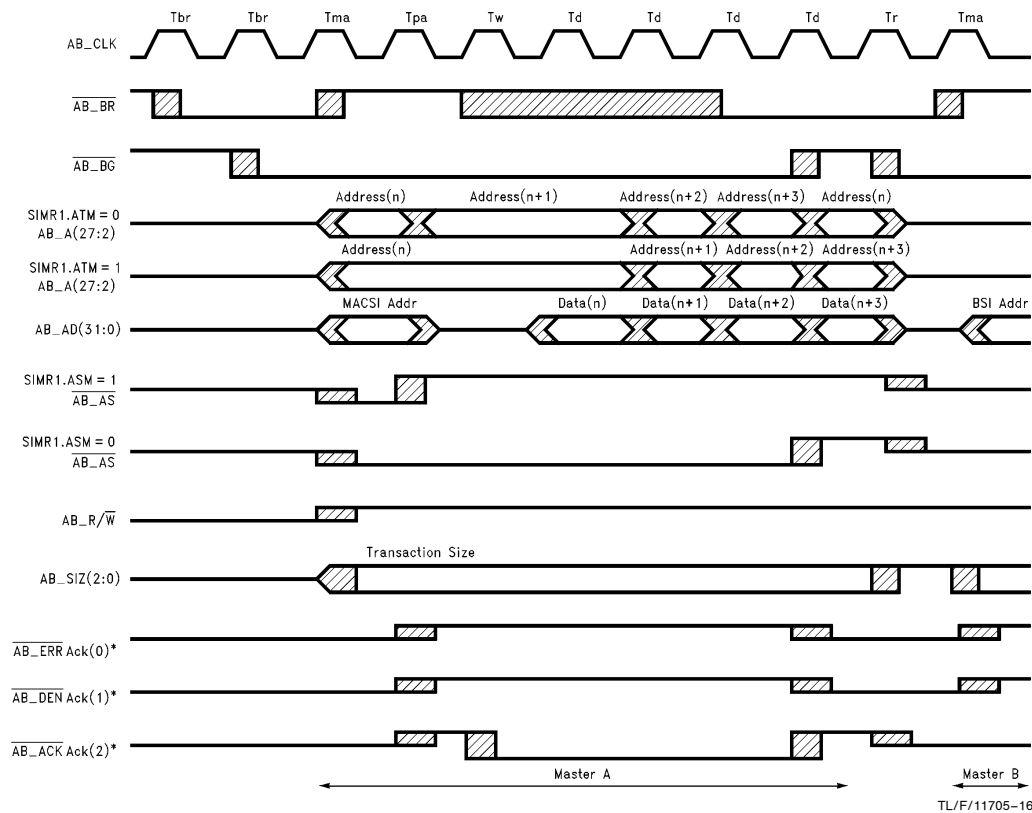 Tbr Tbr Tma Tpa Tw Td Td Td Td Tr Tma
AB_CLK
AB_BR
AB_BG
Address(n) Address(n+1) Address(n+2) Address(n+3) Address(n)
SIMR1.ATM = 0
AB_A(27:2)
Address(n) Address(n+1) Address(n+2) Address(n+3)
SIMR1.ATM = 1
AB_A(27:2)
MACSI Addr Data(n) Data(n+1) Data(n+2) Data(n+3) BSI Addr
AB_AD(31:0)
SIMR1.ASM = 1
AB_AS
SIMR1.ASM = 0
AB_AS
AB_R/W
Transaction Size
AB_SIZ(2:0)
AB_ERR Ack(0)*
AB_DEN Ack(1)*
AB_ACK Ack(2)*
Master A Master B
TL/F/11705–16